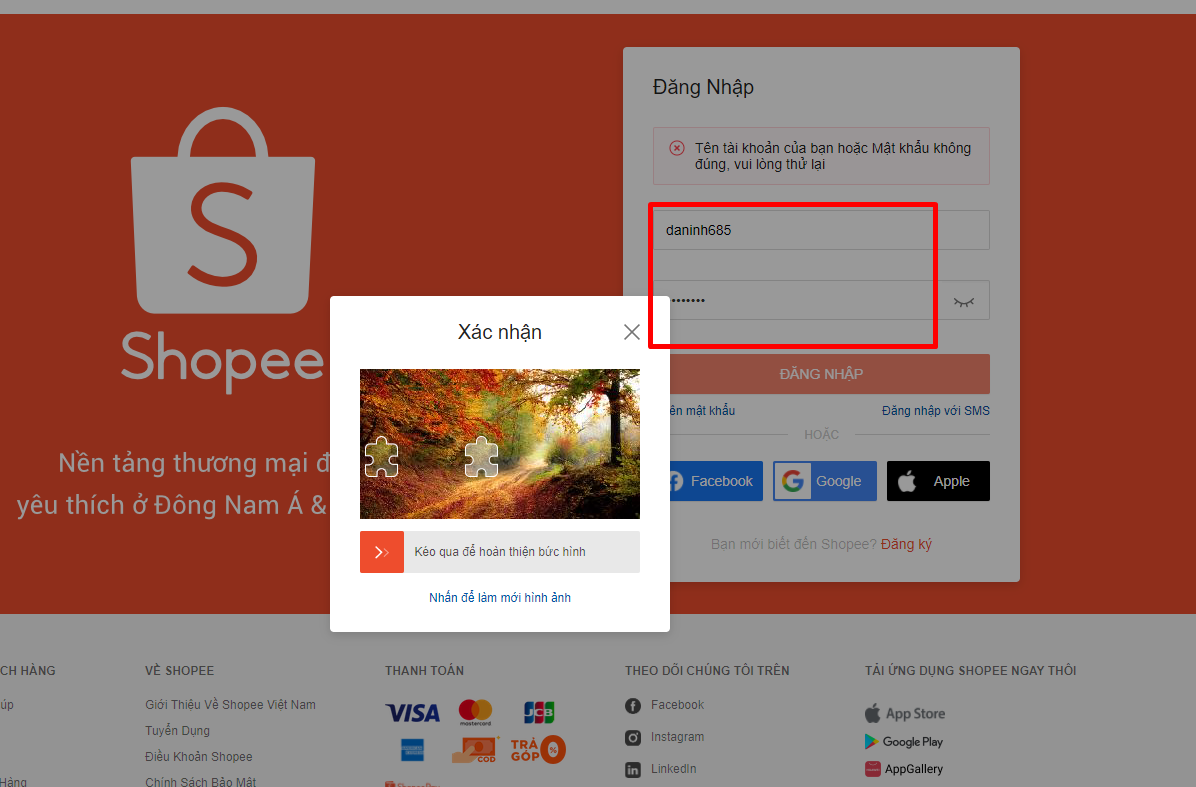 Shopee
Nền tảng thương mại
yêu thích ở Đông Nam Á &
Đăng Nhập
Tên tài khoản của bạn hoặc Mật khẩu không
đúng, vui lòng thử lại
daninh685
ĐĂNG NHẬP
mật khẩu
Đăng nhập với SMS
HOẶC
Facebook
Google
Apple
Bạn mới biết đến Shopee? Đăng ký
Xác nhận
Kéo qua để hoàn thiện bức hình
Nhấn để làm mới hình ảnh
HÀNG
VỀ SHOPEE
Giới Thiệu Về Shopee Việt Nam
Tuyển Dụng
Điều Khoản Shopee
Chính Sách Bảo Mật
Hàng
THANH TOÁN
VISA
mastercard
JCB
COD
TRẢ
GÓP %
ShopeePay
THEO DÕI CHÚNG TÔI TRÊN
Facebook
Instagram
LinkedIn
TẢI ỨNG DỤNG SHOPEE NGAY THÔI
App Store
Google Play
AppGallery